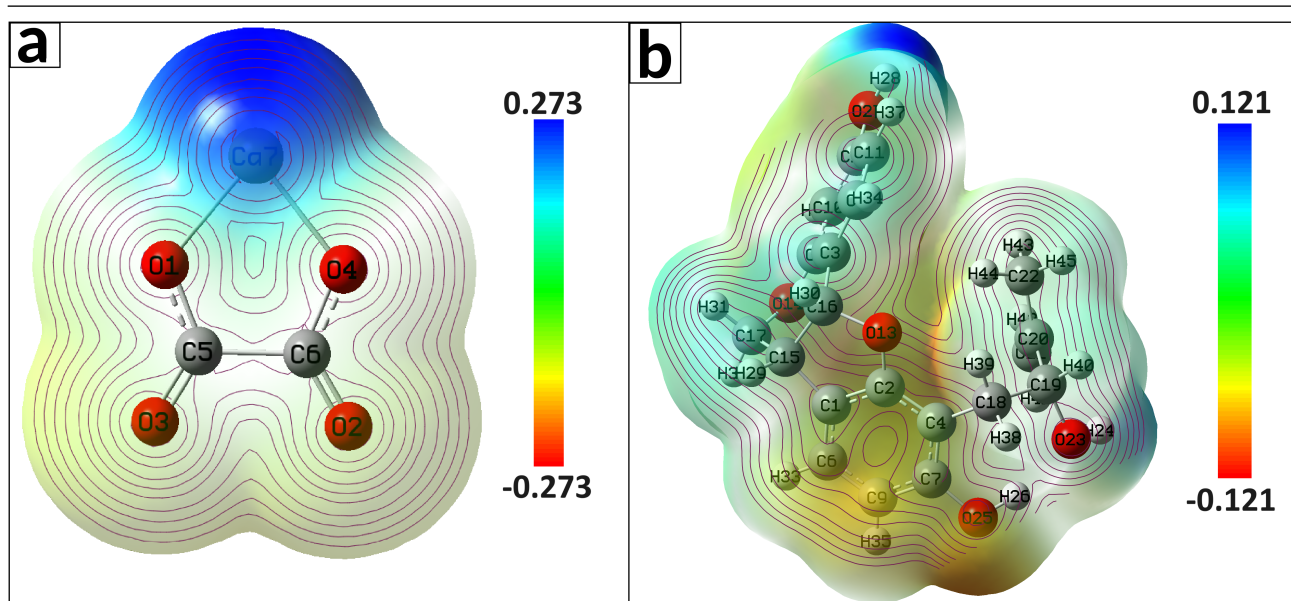 a
0.273
Ca7
O1
O4
C5
C6
O3
O2
-0.273
b
0.121
H28
H37
C11
H34
C3
H30
H31
C16
O13
C17
C15
H29
C2
C1
C4
C6
C7
H33
C9
O25
H26
H35
H43
H45
H44
C22
C20
H39
C19
H40
C18
H38
O23
H24
-0.121